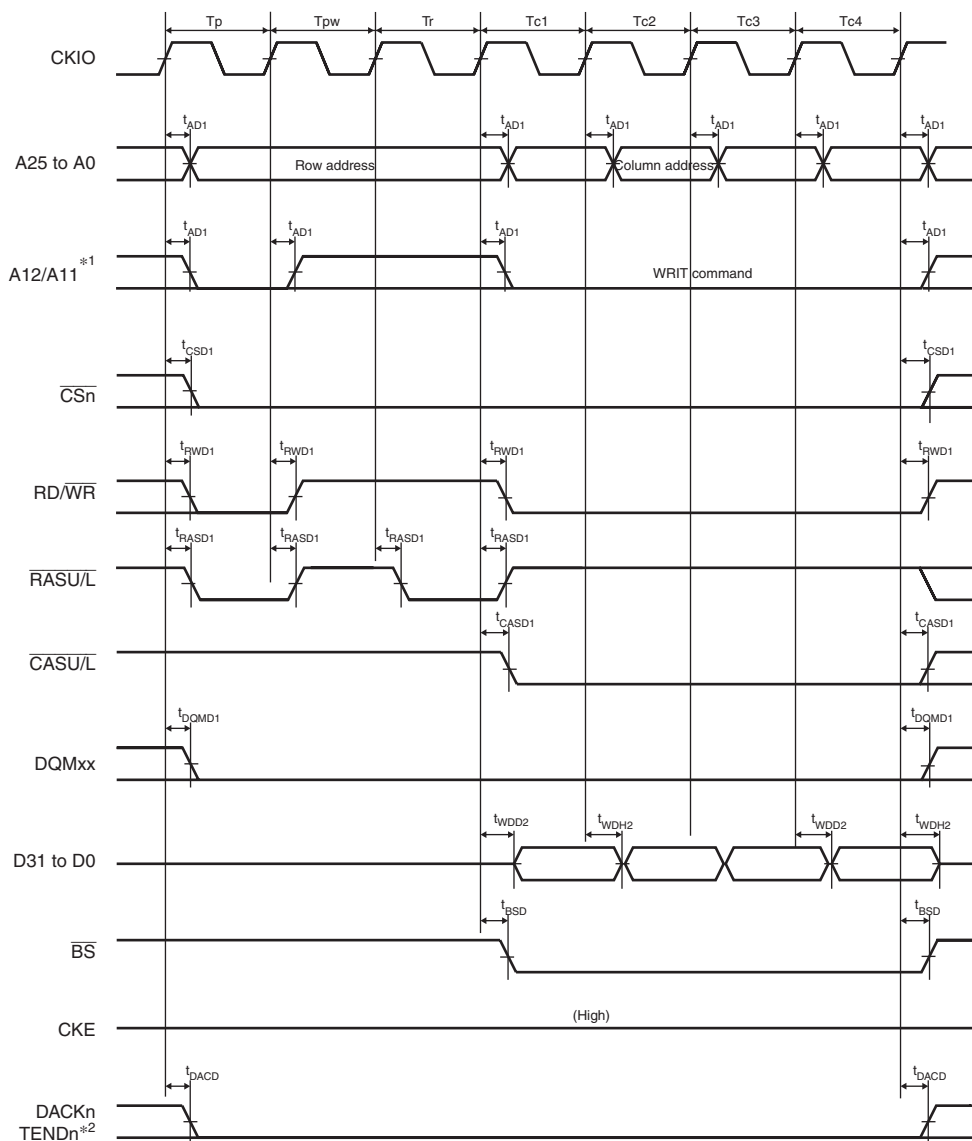 Tp Tpw Tr Tc1 Tc2 Tc3 Tc4
CKIO
tAD1 tAD1 tAD1 tAD1 tAD1 tAD1
A25 to A0 Row address Column address
tAD1 tAD1 tAD1 tAD1
A12/A11*1 WRIT command
tCSD1 tCSD1
CSn
tRWD1 tRWD1 tRWD1 tRWD1
RD/WR
tRASD1 tRASD1 tRASD1 tRASD1
RASU/L
tCASD1 tCASD1
CASU/L
tDQMD1 tDQMD1
DQMxx
tWDD2 tWDH2 tWDD2 tWDH2
D31 to D0
tBSD tBSD
BS
(High)
CKE
tDACD tDACD
DACKn
TENDn*2